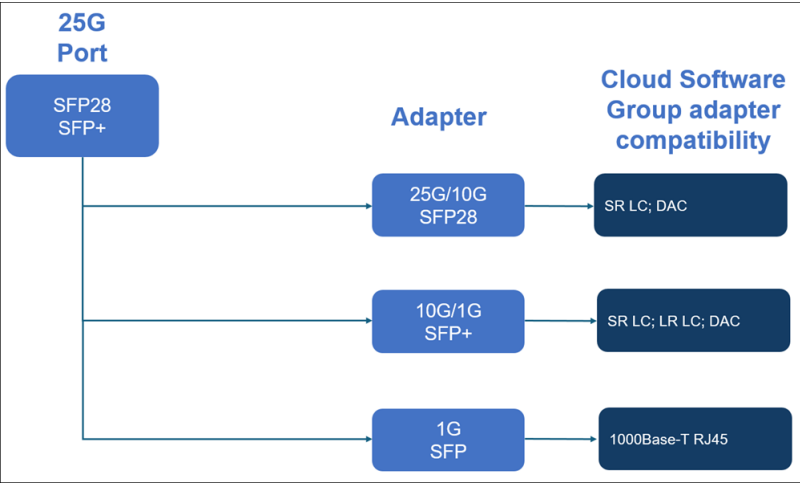 25G
Port
SFP28
SFP+
Adapter
Cloud Software
Group adapter
compatibility
25G/10G
SFP28
SR LC; DAC
10G/1G
SFP+
SR LC; LR LC; DAC
1G
SFP
1000Base-T RJ45